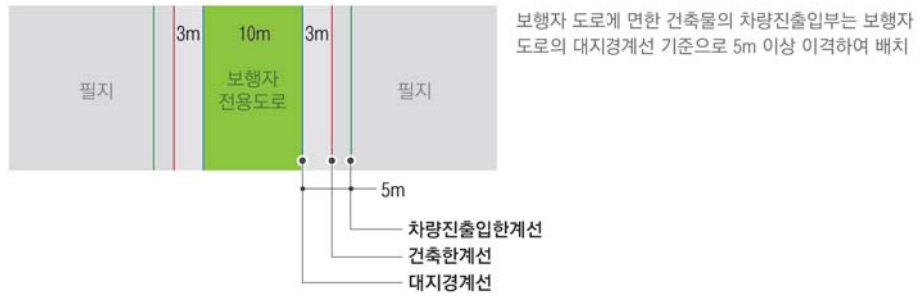 3m
10m
3m
보행자 도로에 면한 건축물의 차량진출입부는 보행자
도로의 대지경계선 기준으로 5m 이상 이격하여 배치
필지
보행자
전용도로
필지
5m
차량진출입한계선
건축한계선
대지경계선